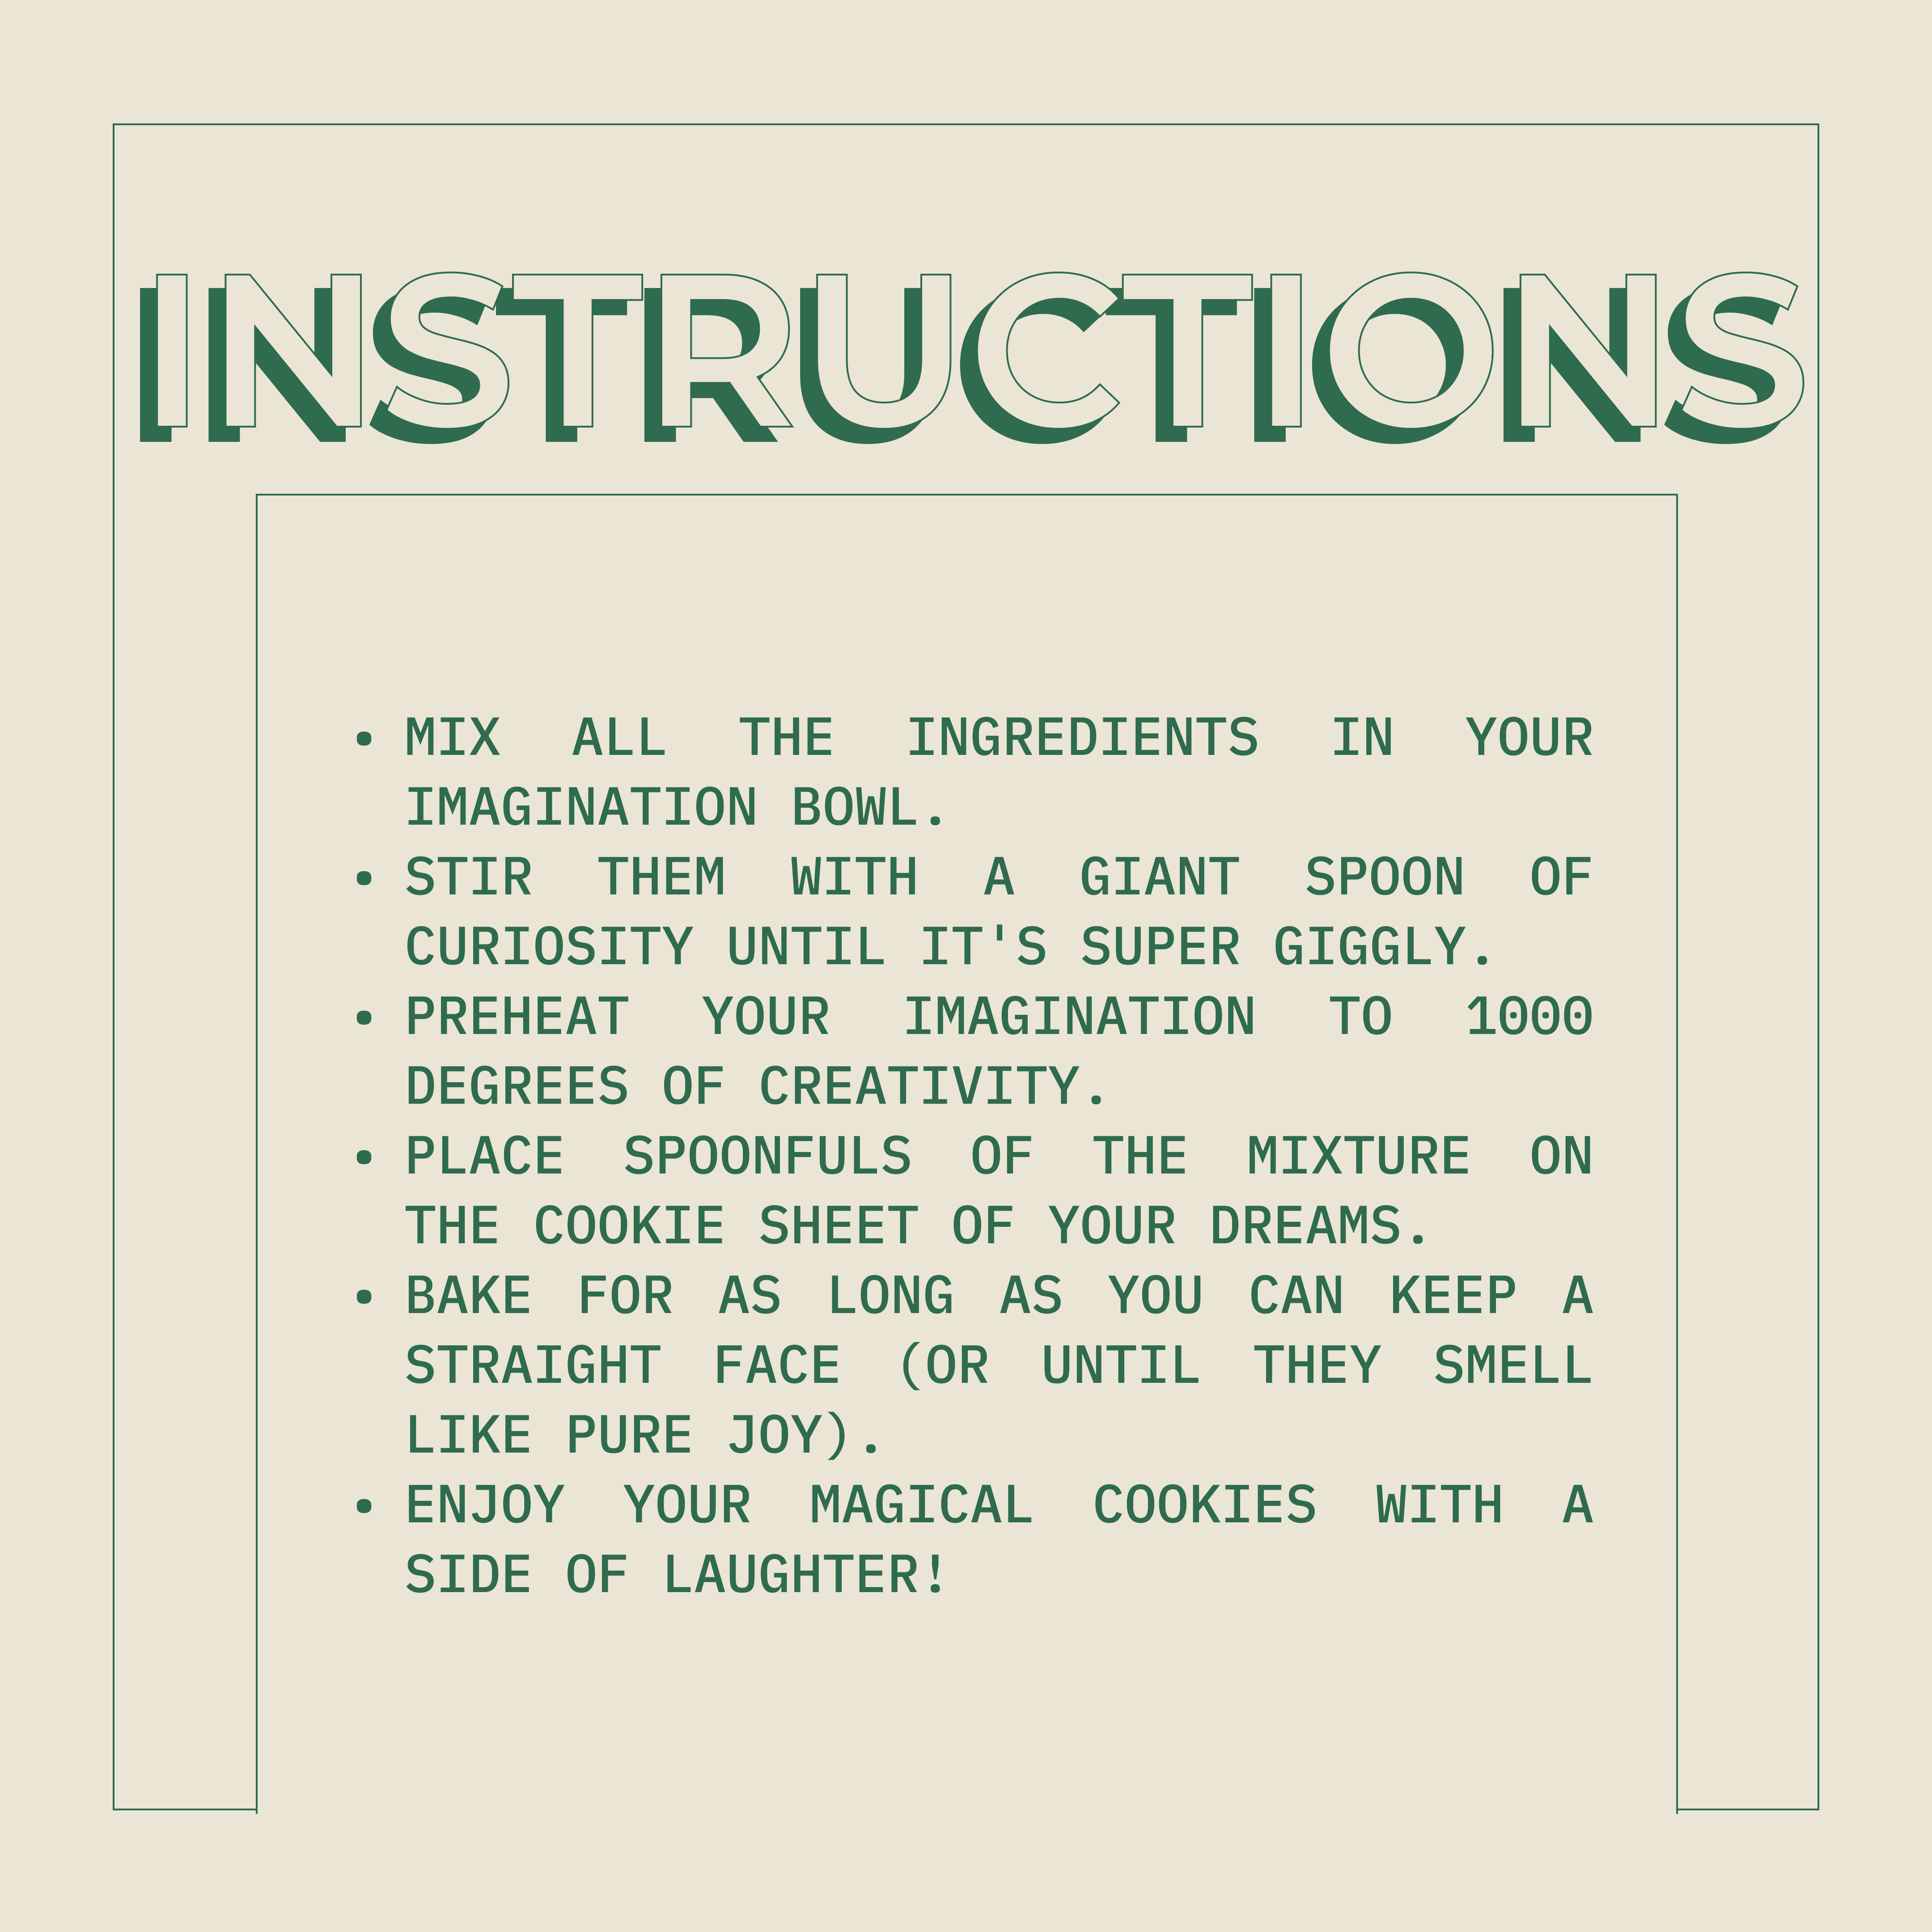 INSTRUCTIONS
• MIX ALL THE INGREDIENTS IN YOUR
IMAGINATION BOWL.
• STIR THEM WITH A GIANT SPOON OF
CURIOSITY UNTIL IT'S SUPER GIGGLY.
• PREHEAT YOUR IMAGINATION TO 1000
DEGREES OF CREATIVITY.
• PLACE SPOONFULS OF THE MIXTURE ON
THE COOKIE SHEET OF YOUR DREAMS.
• BAKE FOR AS LONG AS YOU CAN KEEP A
STRAIGHT FACE (OR UNTIL THEY SMELL
LIKE PURE JOY).
• ENJOY YOUR MAGICAL COOKIES WITH A
SIDE OF LAUGHTER!